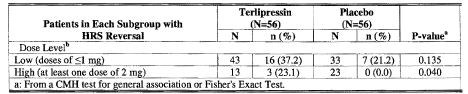 Patients in Each Subgroup with HRS Reversal Terlipressin (N=56) Placebo (N=56) P-valueᵃ
N n (%) N n (%)
Dose Levelᵇ
Low (doses of ≤1 mg) 43 16 (37.2) 33 7 (21.2) 0.135
High (at least one dose of 2 mg) 13 3 (23.1) 23 0 (0.0) 0.040
a: From a CMH test for general association or Fisher's Exact Test.